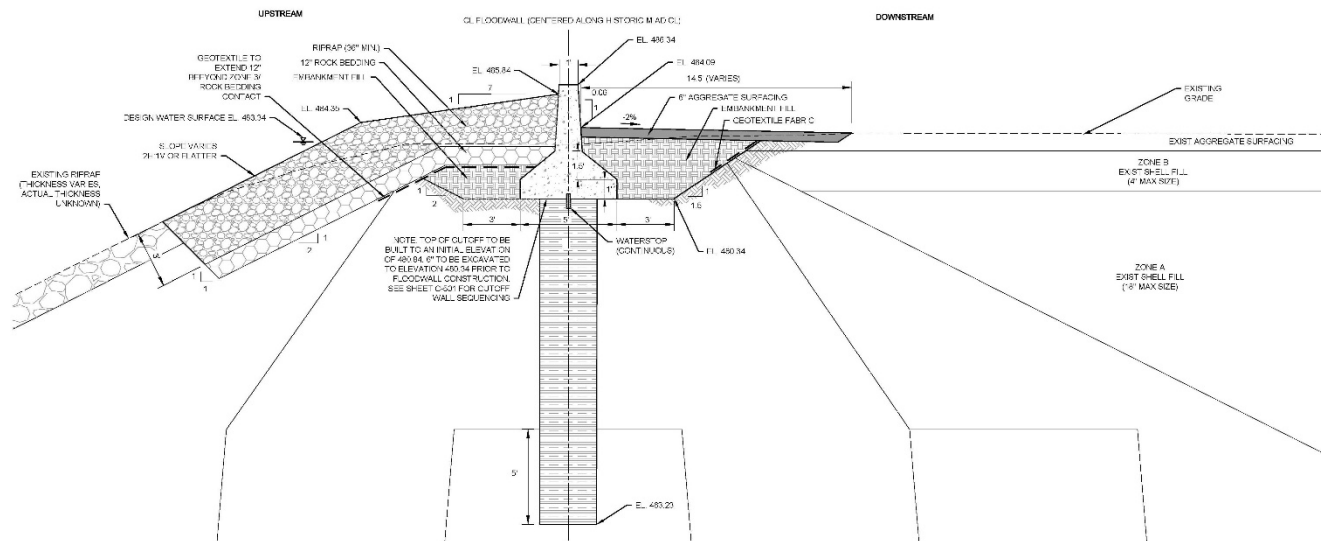 UPSTREAM
CL FLOODWALL (CENTERED ALONG HISTORIC MAD CL)
DOWNSTREAM
EL. 486.34
GEOTEXTILE TO
EXTEND 12"
BEYOND ZONE 3/
ROCK BEDDING
CONTACT
RIPRAP (36" MIN.)
12" ROCK BEDDING
EMBANKMENT FILL
EL. 485.84
1'
EL. 484.09
14.5 (VARIES)
7
1
0.06
1
6" AGGREGATE SURFACING
EMBANKMENT FILL
GEOTEXTILE FABRIC
EXISTING
GRADE
EL. 484.35
DESIGN WATER SURFACE EL. 483.34
-2%
EXIST AGGREGATE SURFACING
SLOPE VARIES
2H:1V OR FLATTER
ZONE B
EXIST SHELL FILL
(4" MAX SIZE)
EXISTING RIPRAP
(THICKNESS VARIES,
ACTUAL THICKNESS
UNKNOWN)
1.5'
1'
1
2
1
1.5
3'
5'
3'
1
2
3'
1
1
WATERSTOP
(CONTINUOUS)
EL. 480.34
NOTE: TOP OF CUTOFF TO BE
BUILT TO AN INITIAL ELEVATION
OF 480.84. 6" TO BE EXCAVATED
TO ELEVATION 480.34 PRIOR TO
FLOODWALL CONSTRUCTION.
SEE SHEET C-501 FOR CUTOFF
WALL SEQUENCING
ZONE A
EXIST SHELL FILL
(18" MAX SIZE)
5'
EL. 463.23